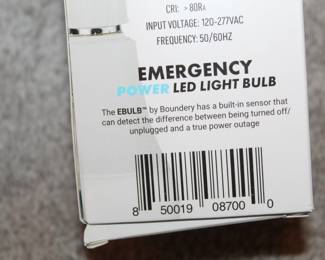 CRI: >80RA
INPUT VOLTAGE: 120-277VAC
FREQUENCY: 50/60HZ
EMERGENCY
POWER LED LIGHT BULB
The EBULB™ by Boundery has a built-in sensor that
can detect the difference between being turned off/
unplugged and a true power outage
8 50019 08700 0